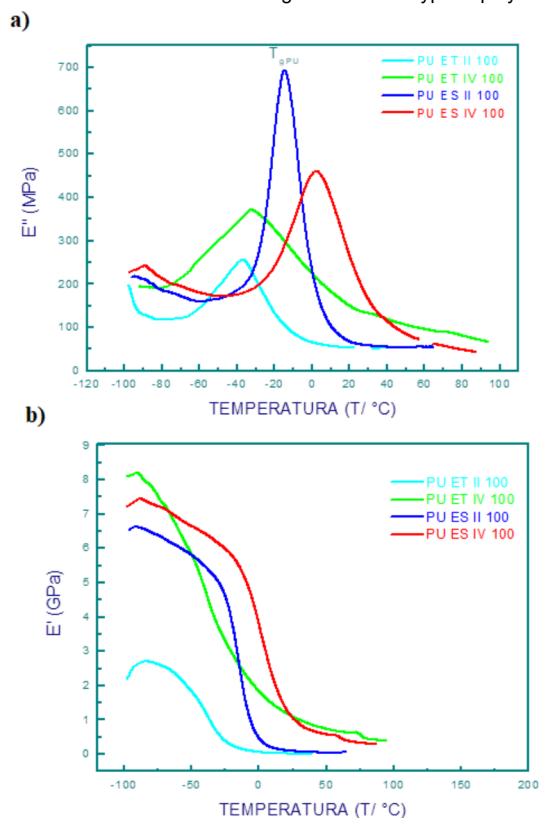 a)
T gPU
PU ET II 100
PU ET IV 100
PU ES II 100
PU ES IV 100
700
600
500
400
300
200
100
0
E'' (MPa)
-120 -100 -80 -60 -40 -20 0 20 40 60 80 100
TEMPERATURA (T/ °C)
b)
PU ET II 100
PU ET IV 100
PU ES II 100
PU ES IV 100
9
8
7
6
5
4
3
2
1
0
E' (GPa)
-100 -50 0 50 100 150 200
TEMPERATURA (T/ °C)